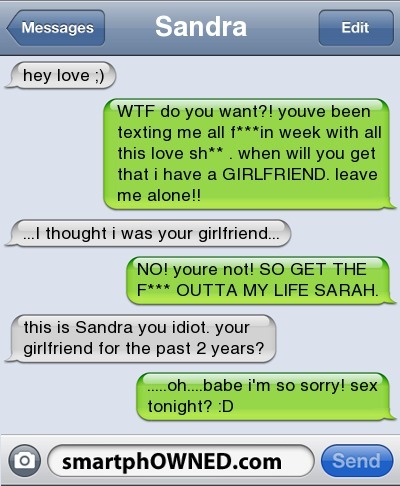 Messages
Sandra
Edit
hey love ;)
WTF do you want?! youve been
texting me all f***in week with all
this love sh** . when will you get
that i have a GIRLFRIEND. leave
me alone!!
...I thought i was your girlfriend...
NO! youre not! SO GET THE
F*** OUTTA MY LIFE SARAH.
this is Sandra you idiot. your
girlfriend for the past 2 years?
.....oh....babe i'm so sorry! sex
tonight? :D
smartphOWNED.com
Send